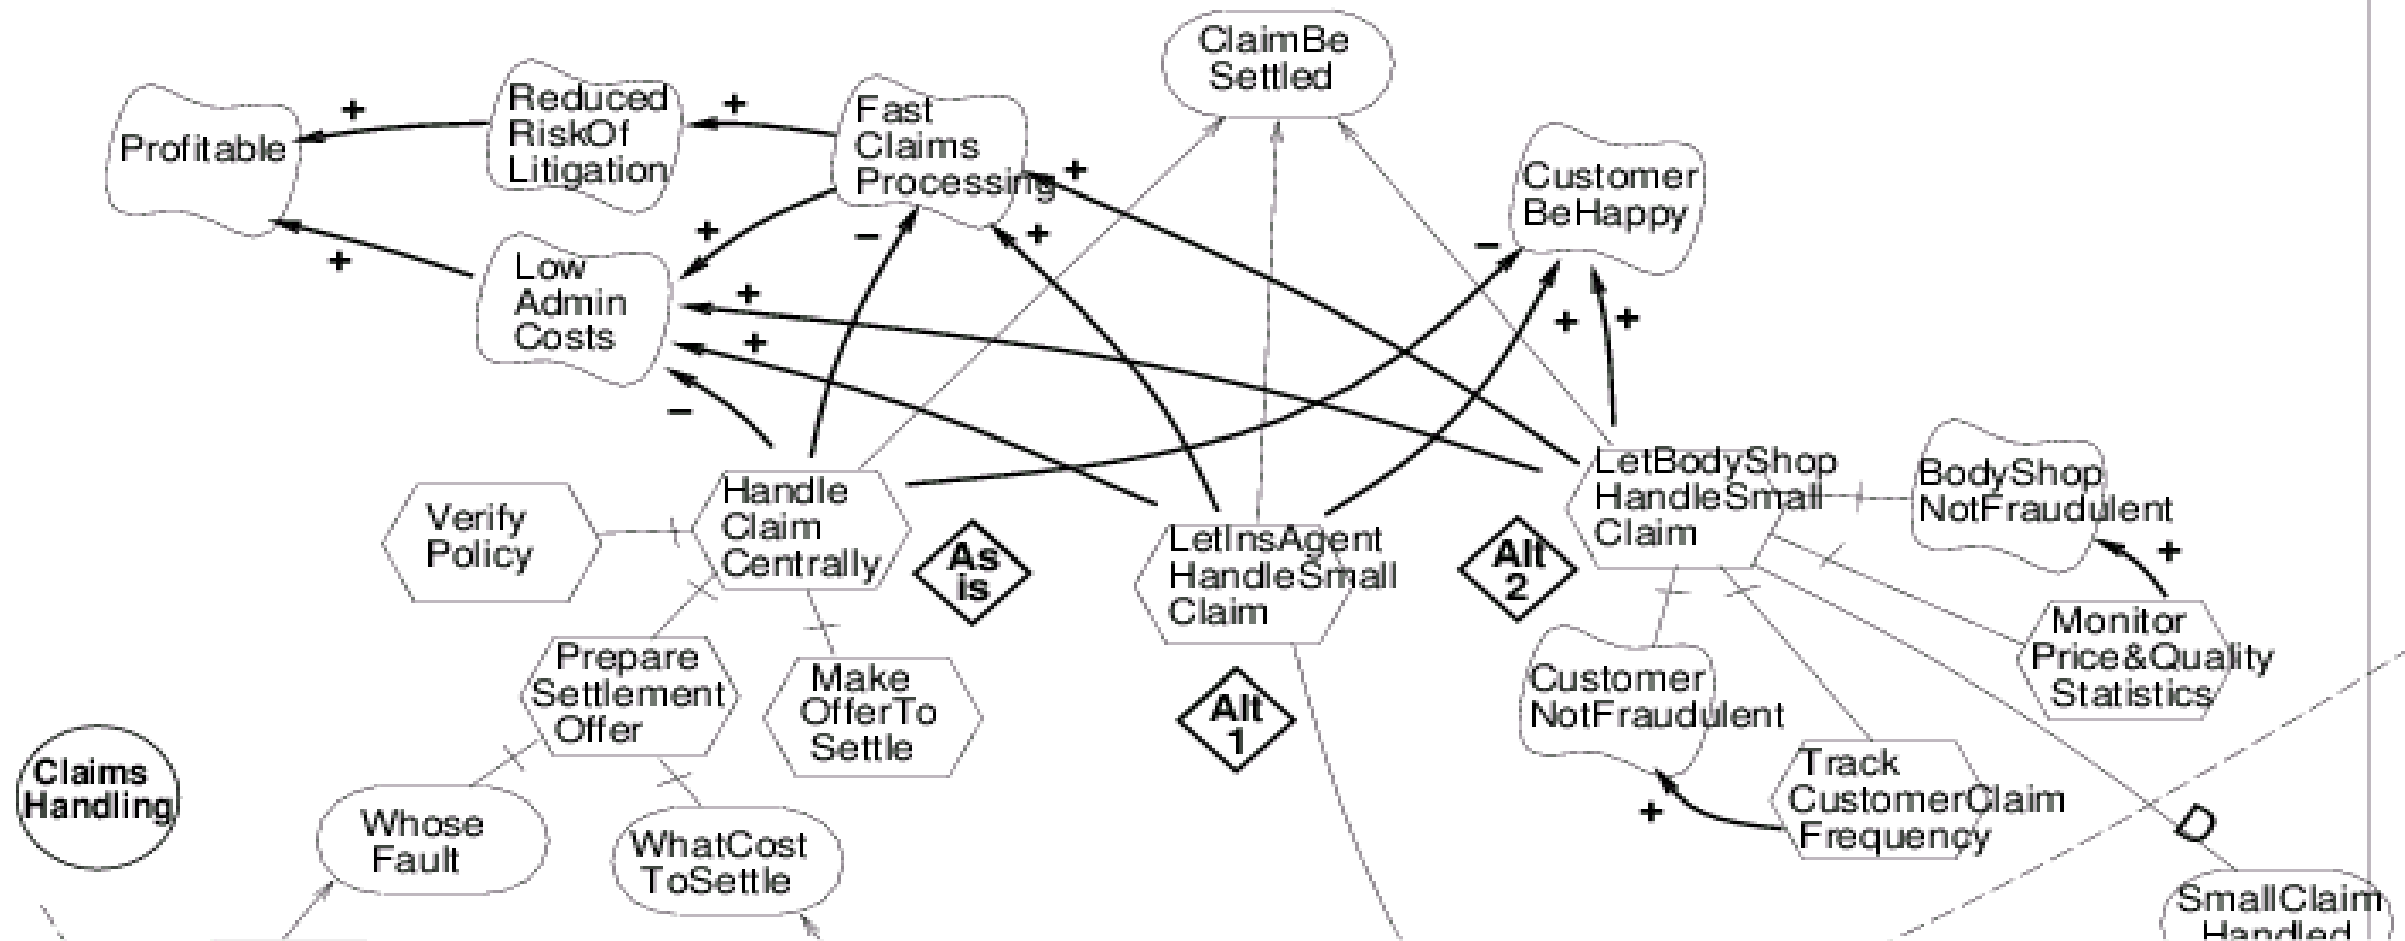 ClaimBe
Settled
Reduced
RiskOf
Litigation
Fast
Claims
Processing
Profitable
Customer
BeHappy
Low
Admin
Costs
+
+
+
+
+
+
+
+
−
−
−
+
+
Handle
Claim
Centrally
Verify
Policy
As
is
LetInsAgent
HandleSmall
Claim
Alt
2
LetBodyShop
HandleSmall
Claim
BodyShop
NotFraudulent
+
Monitor
Price&Quality
Statistics
Prepare
Settlement
Offer
Make
OfferTo
Settle
Alt
1
Customer
NotFraudulent
+
Track
CustomerClaim
Frequency
D
Claims
Handling
Whose
Fault
WhatCost
ToSettle
SmallClaim
Handled